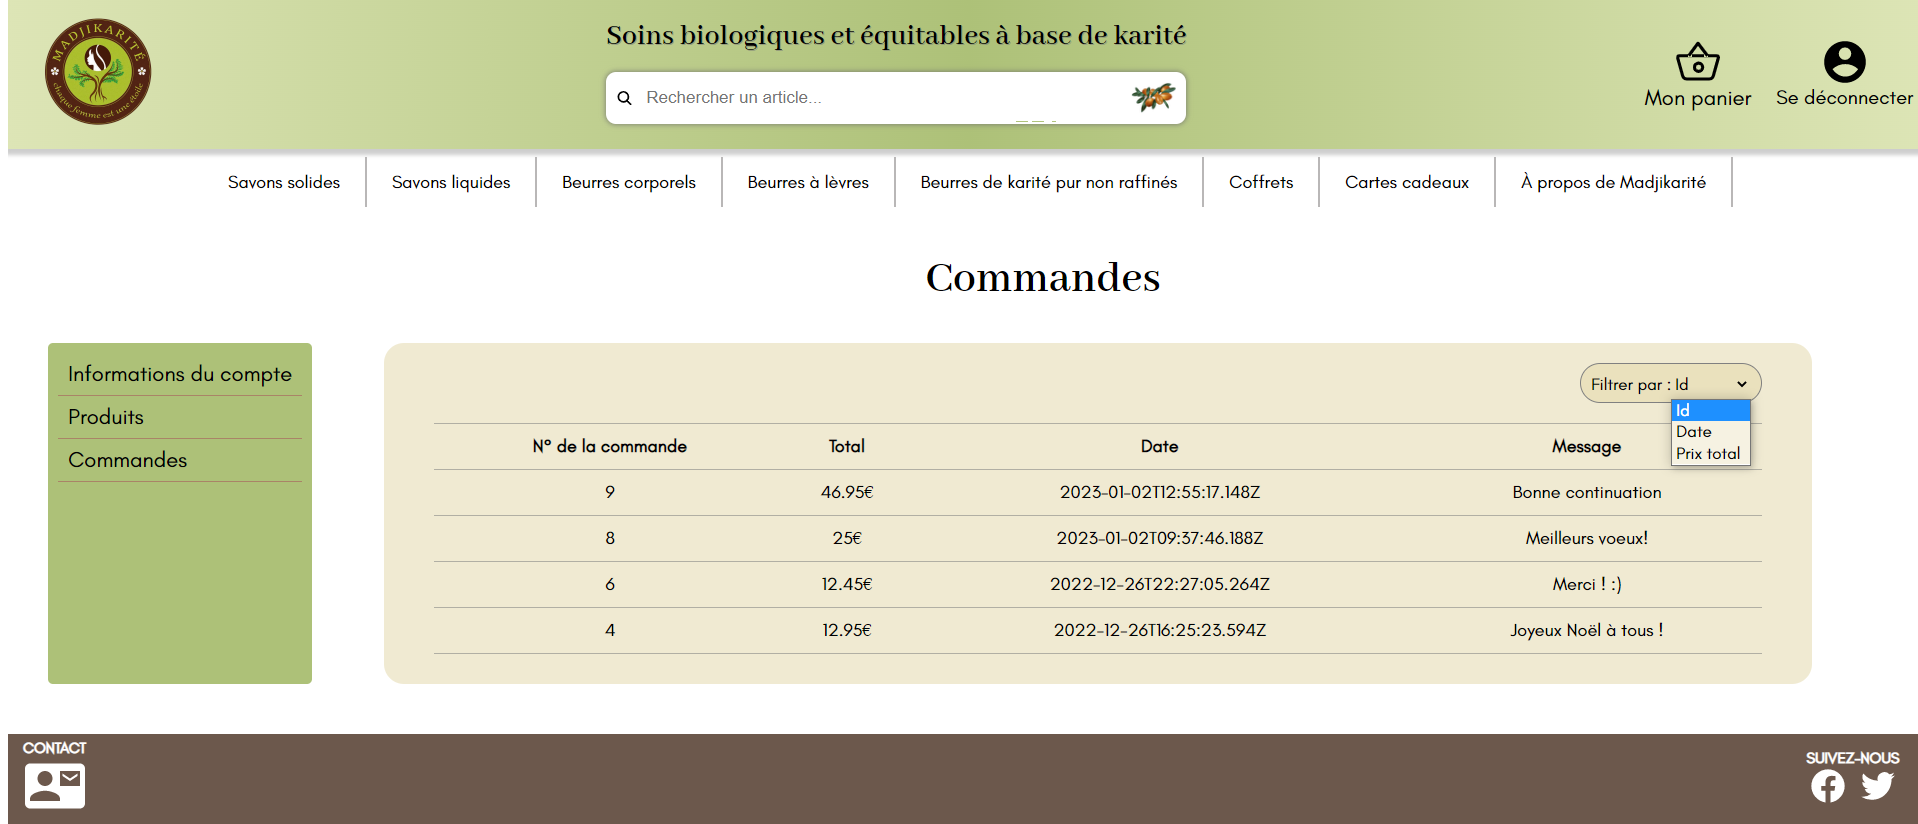 MADJIKARITÉ
chaque femme est une étoile
Soins biologiques et équitables à base de karité
Rechercher un article...
Mon panier
Se déconnecter
Savons solides
Savons liquides
Beurres corporels
Beurres à lèvres
Beurres de karité pur non raffinés
Coffrets
Cartes cadeaux
À propos de Madjikarité
Commandes
Informations du compte
Produits
Commandes
Filtrer par : Id
Id
Date
Prix total
N° de la commande Total Date Message
9 46.95€ 2023-01-02T12:55:17.148Z Bonne continuation
8 25€ 2023-01-02T09:37:46.188Z Meilleurs voeux!
6 12.45€ 2022-12-26T22:27:05.264Z Merci ! :)
4 12.95€ 2022-12-26T16:25:23.594Z Joyeux Noël à tous !
CONTACT
SUIVEZ-NOUS